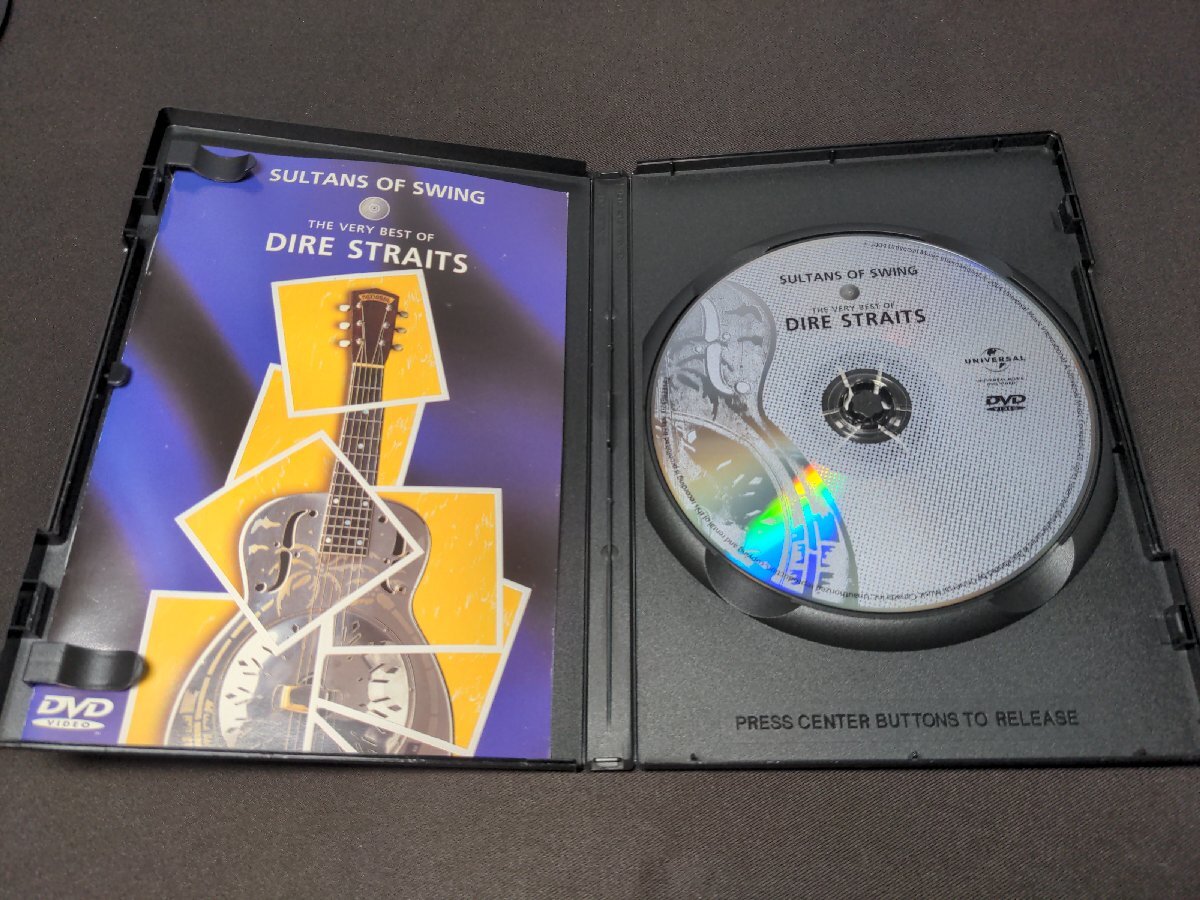 SULTANS OF SWING
THE VERY BEST OF
DIRE STRAITS
NATIONAL
DVD
VIDEO
SULTANS OF SWING
THE VERY BEST OF
DIRE STRAITS
UNIVERSAL
DVD
VIDEO
PRESS CENTER BUTTONS TO RELEASE